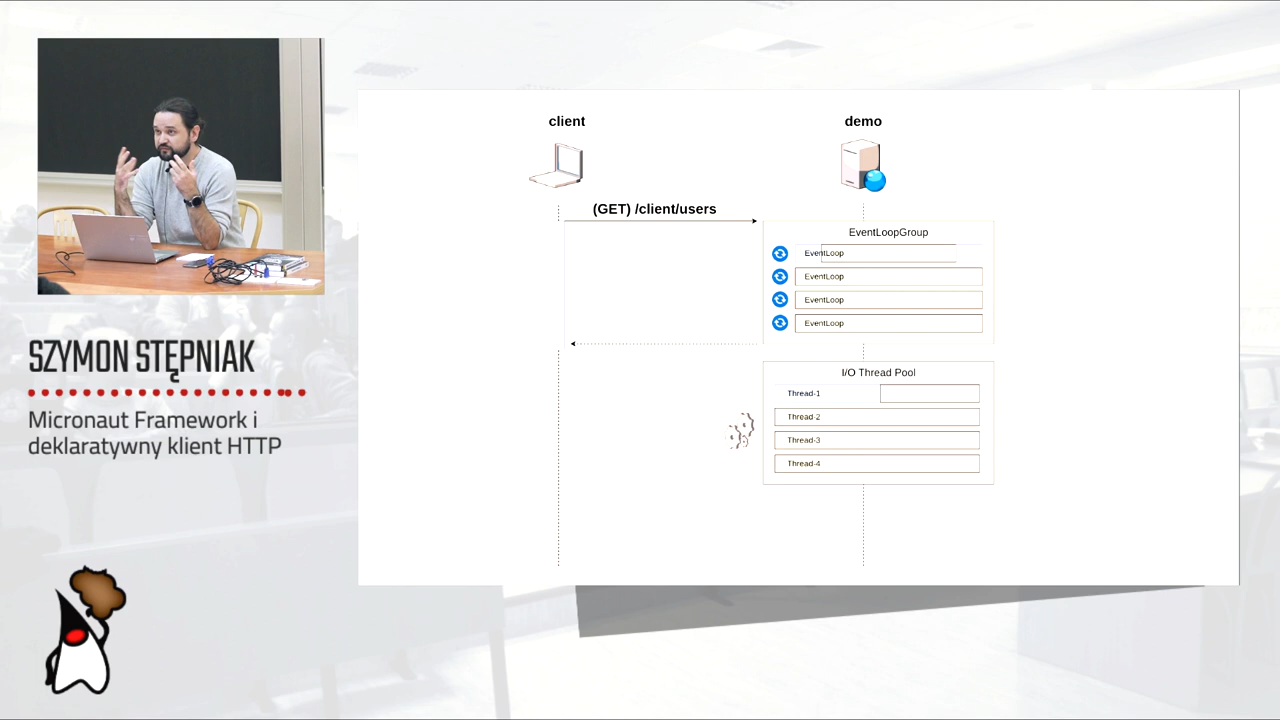 SZYMON STĘPNIAK
Micronaut Framework i
deklaratywny klient HTTP
client
demo
(GET) /client/users
EventLoopGroup
EventLoop
EventLoop
EventLoop
EventLoop
I/O Thread Pool
Thread-1
Thread-2
Thread-3
Thread-4